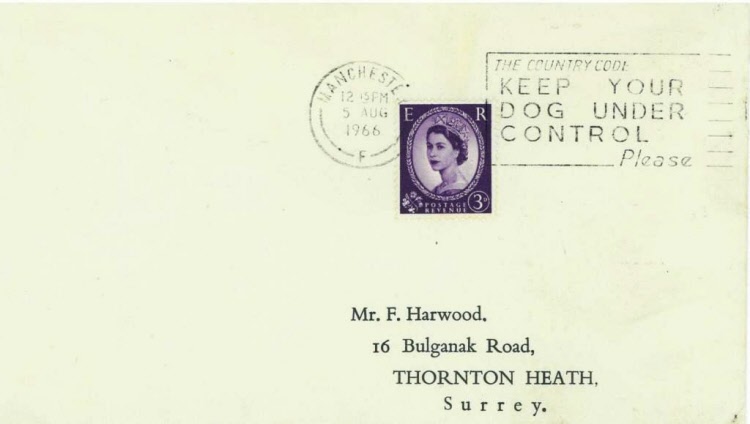 MANCHESTER
12 15PM
5 AUG
1966
F
THE COUNTRY CODE
KEEP YOUR
DOG UNDER
CONTROL
Please
E R
POSTAGE
REVENUE
3D
Mr. F. Harwood.
16 Bulganak Road,
THORNTON HEATH,
Surrey.